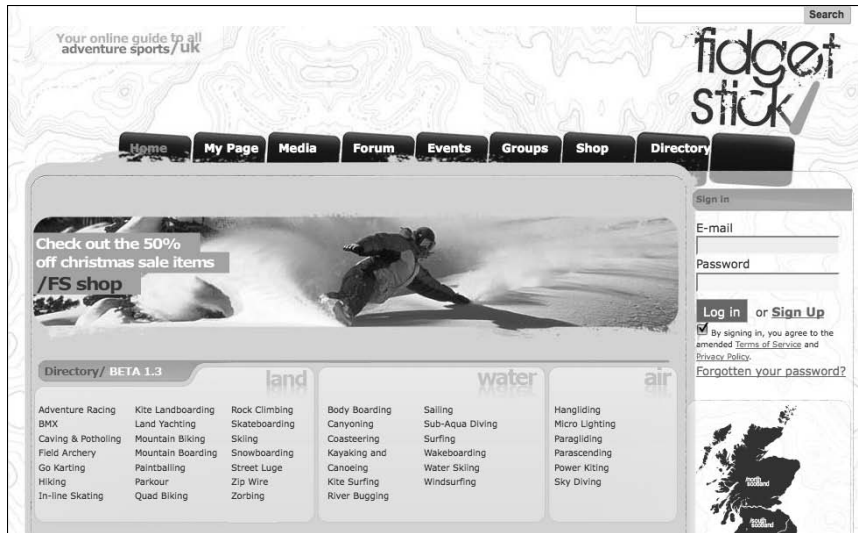 Search
Your online guide to all
adventure sports/uk
fidget
stick/
Home My Page Media Forum Events Groups Shop Directory
Sign in
E-mail
Password
Log in or Sign Up
By signing in, you agree to the
amended Terms of Service and
Privacy Policy.
Forgotten your password?
Check out the 50%
off christmas sale items
/FS shop
Directory/ BETA 1.3
land
Adventure Racing
BMX
Caving & Potholing
Field Archery
Go Karting
Hiking
In-line Skating
Kite Landboarding
Land Yachting
Mountain Biking
Mountain Boarding
Paintballing
Parkour
Quad Biking
Rock Climbing
Skateboarding
Skiing
Snowboarding
Street Luge
Zip Wire
Zorbing
water
Body Boarding
Canyoning
Coasteering
Kayaking and
Canoeing
Kite Surfing
River Bugging
Sailing
Sub-Aqua Diving
Surfing
Wakeboarding
Water Skiing
Windsurfing
air
Hangliding
Micro Lighting
Paragliding
Parascending
Power Kiting
Sky Diving
/north
scotland
/south
scotland